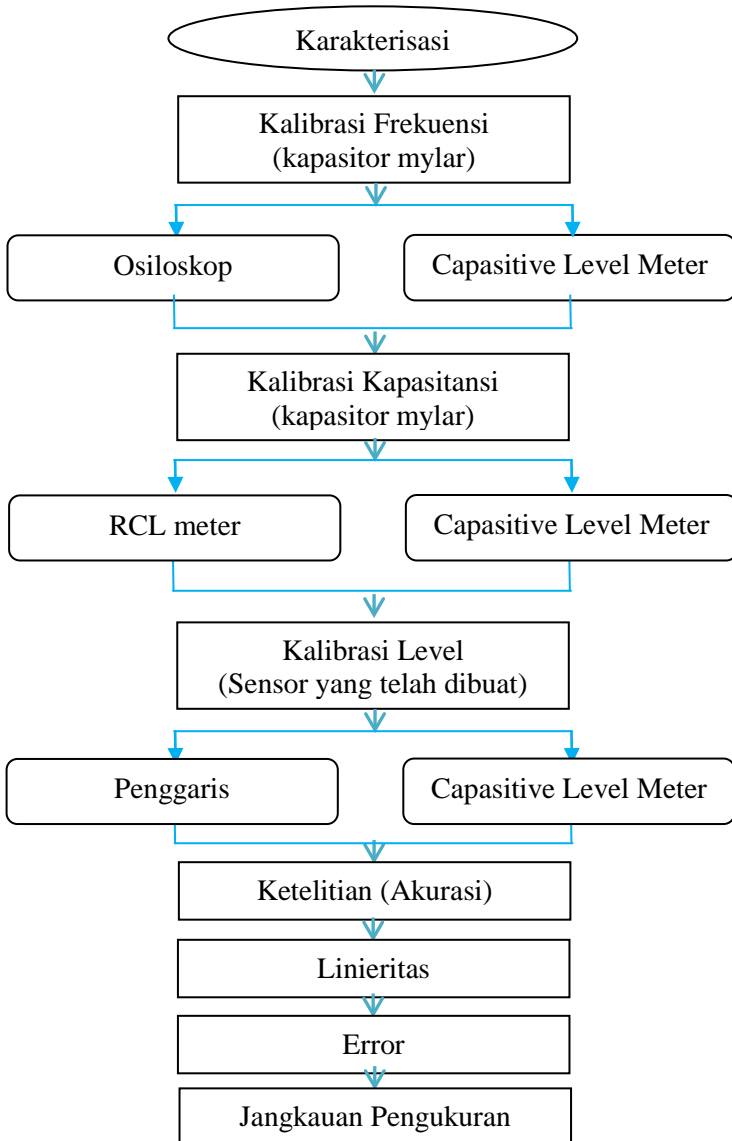 Karakterisasi
Kalibrasi Frekuensi
(kapasitor mylar)
Osiloskop
Capasitive Level Meter
Kalibrasi Kapasitansi
(kapasitor mylar)
RCL meter
Capasitive Level Meter
Kalibrasi Level
(Sensor yang telah dibuat)
Penggaris
Capasitive Level Meter
Ketelitian (Akurasi)
Linieritas
Error
Jangkauan Pengukuran